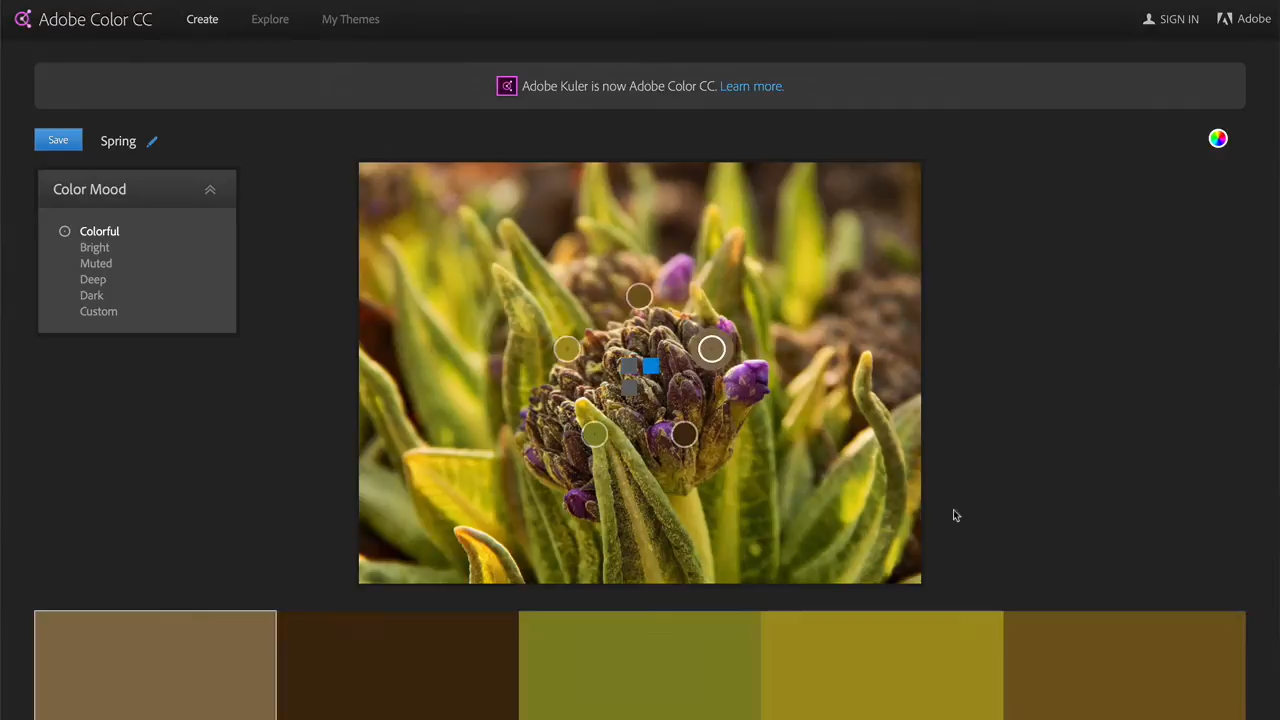 Adobe Color CC
Create
Explore
My Themes
SIGN IN
Adobe
Adobe Kuler is now Adobe Color CC. Learn more.
Save
Spring
Color Mood
Colorful
Bright
Muted
Deep
Dark
Custom